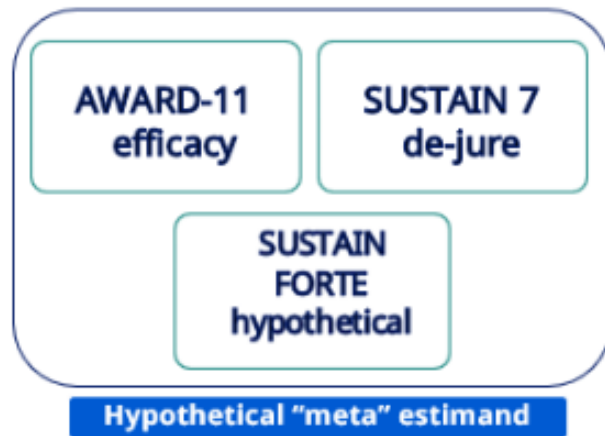 AWARD-11
efficacy
SUSTAIN 7
de-jure
SUSTAIN
FORTE
hypothetical
Hypothetical “meta” estimand